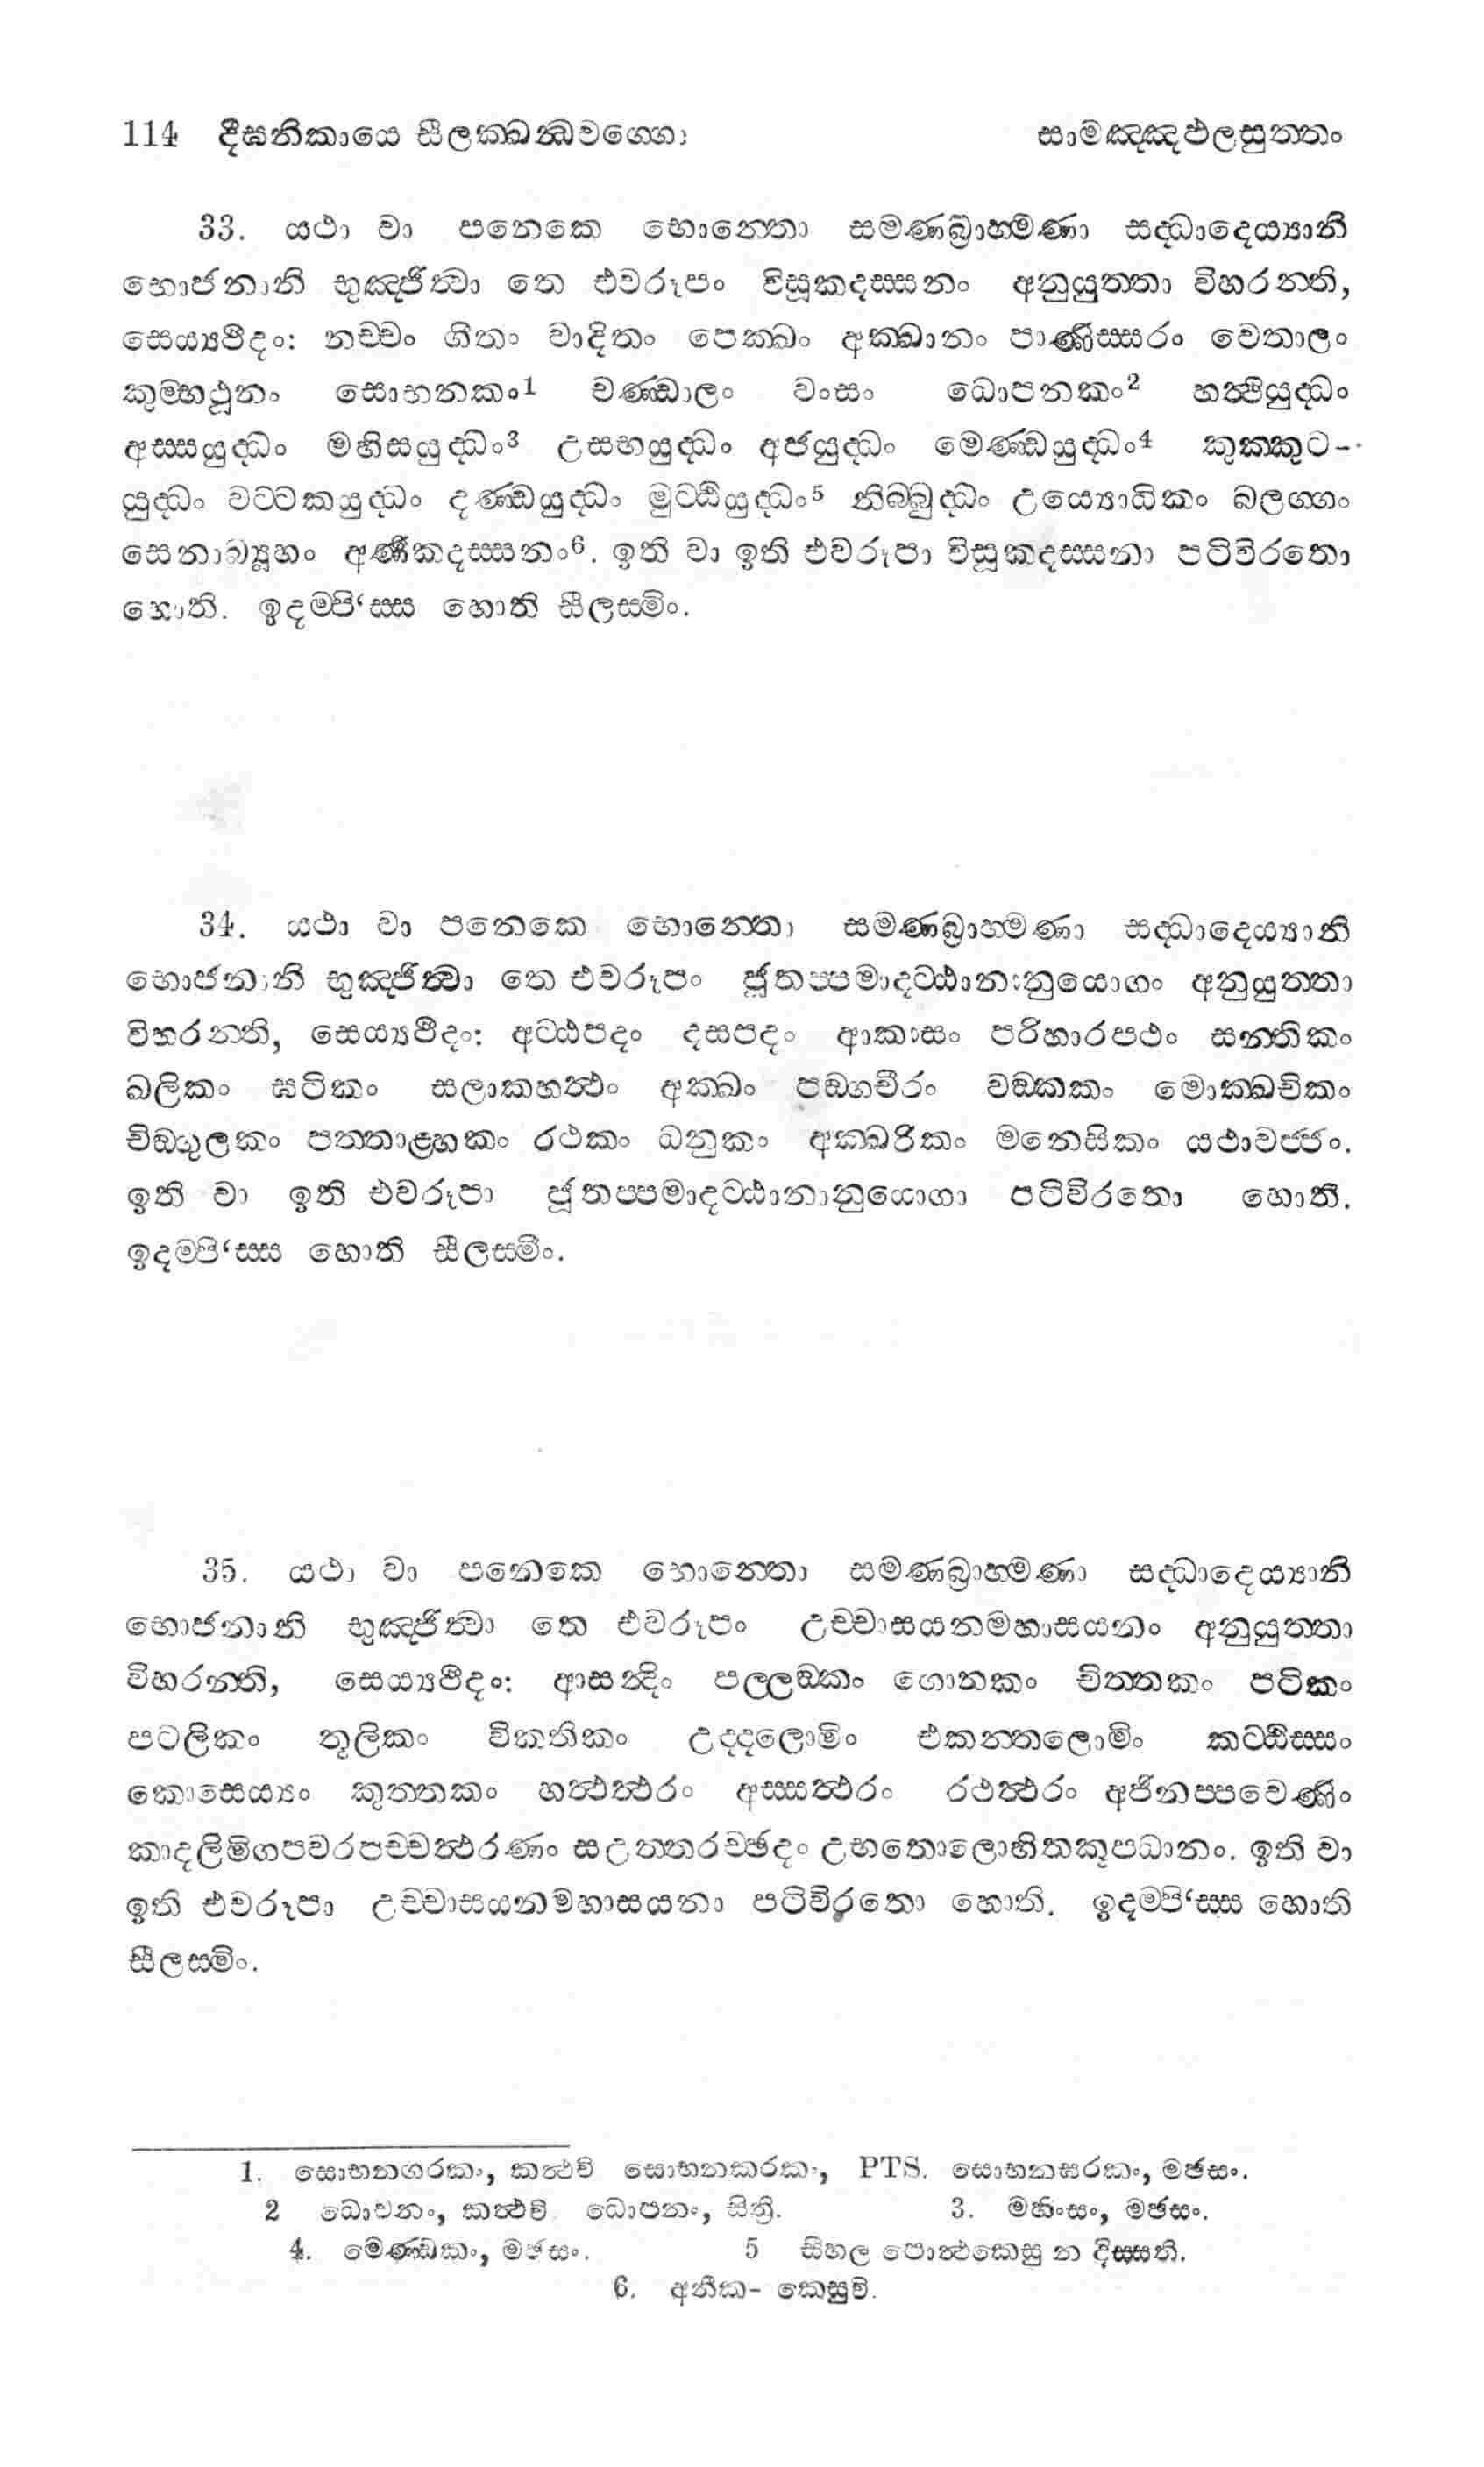 114 දීඝනිකායෙ සීලක්ඛන්ධවග්ගො සාමඤ්ඤඵලසුත්තං
33. යථා වා පනෙකෙ භොන්තො සමණබ්‍රාහ්මණා සද්ධාදෙය්‍යානි
භොජනානි භුඤ්ජිත්‍වා තෙ එවරූපං විසූකදස්සනං අනුයුත්තා විහරන්ති,
සෙය්‍යථීදං: නච්චං ගීතං වාදිතං පෙක්ඛං අක්ඛානං පාණිස්සරං වෙතාලං
කුම්භථූනං සොභනකං1 චණ්ඩාලං වංසං ධොපනකං2 හත්‍ථියුද්ධං
අස්සයුද්ධං මහිසයුද්ධං3 උසභයුද්ධං අජයුද්ධං මෙණ්ඩයුද්ධං4 කුක්කුට-
යුද්ධං වට්ටකයුද්ධං දණ්ඩයුද්ධං මුට්ඨියුද්ධං5 නිබ්බුද්ධං උය්‍යොධිකං බලග්ගං
සෙනාබ්‍යූහං අණීකදස්සනං6. ඉති වා ඉති එවරූපා විසූකදස්සනා පටිවිරතො
හොති. ඉදම්පි‘ස්ස හොති සීලස්මිං.
34. යථා වා පනෙකෙ භොන්තො සමණබ්‍රාහ්මණා සද්ධාදෙය්‍යානි
භොජනානි භුඤ්ජිත්‍වා තෙ එවරූපං ජූතප්පමාදට්ඨානානුයොගං අනුයුත්තා
විහරන්ති, සෙය්‍යථීදං: අට්ඨපදං දසපදං ආකාසං පරිහාරපථං සන්තිකං
ඛලිකං ඝටිකං සලාකහත්‍ථං අක්ඛං පඞ්ගචීරං වඞ්කකං මොක්ඛචිකං
චිඞ්ගුලකං පත්තාළ්හකං රථකං ධනුකං අක්ඛරිකං මනෙසිකං යථාවජ්ජං.
ඉති වා ඉති එවරූපා ජූතප්පමාදට්ඨානානුයොගා පටිවිරතො හොති.
ඉදම්පි‘ස්ස හොති සීලස්මිං.
35. යථා වා පනෙකෙ භොන්තො සමණබ්‍රාහ්මණා සද්ධාදෙය්‍යානි
භොජනානි භුඤ්ජිත්‍වා තෙ එවරූපං උච්චාසයනමහාසයනං අනුයුත්තා
විහරන්ති, සෙය්‍යථීදං: ආසන්දිං පල්ලඞ්කං ගොනකං චිත්තකං පටිකං
පටලිකං තූලිකං විකතිකං උද්දලොමිං එකන්තලොමිං කට්ඨිස්සං
කොසෙය්‍යං කුත්තකං හත්‍ථත්‍ථරං අස්සත්‍ථරං රථත්‍ථරං අජිනප්පවෙණිං
කාදලිමිගපවරපච්චත්‍ථරණං සඋත්තරච්ඡදං උභතොලොහිතකූපධානං. ඉති වා
ඉති එවරූපා උච්චාසයනමහාසයනා පටිවිරතො හොති. ඉදම්පි‘ස්ස හොති
සීලස්මිං.
1. සොභනගරකං, කත්‍ථචි සොභනකරකං, PTS. සොභනඝරකං, මඡසං.
2 ධොවනං, කත්‍ථචි ධොපනං, සිත්‍රි. 3. මහිංසං, මඡසං.
4. මෙණ්ඩකං, මඡසං. 5 සීහල පොත්‍ථකෙසු න දිස්සති.
6. අනීක- කෙසුචි.